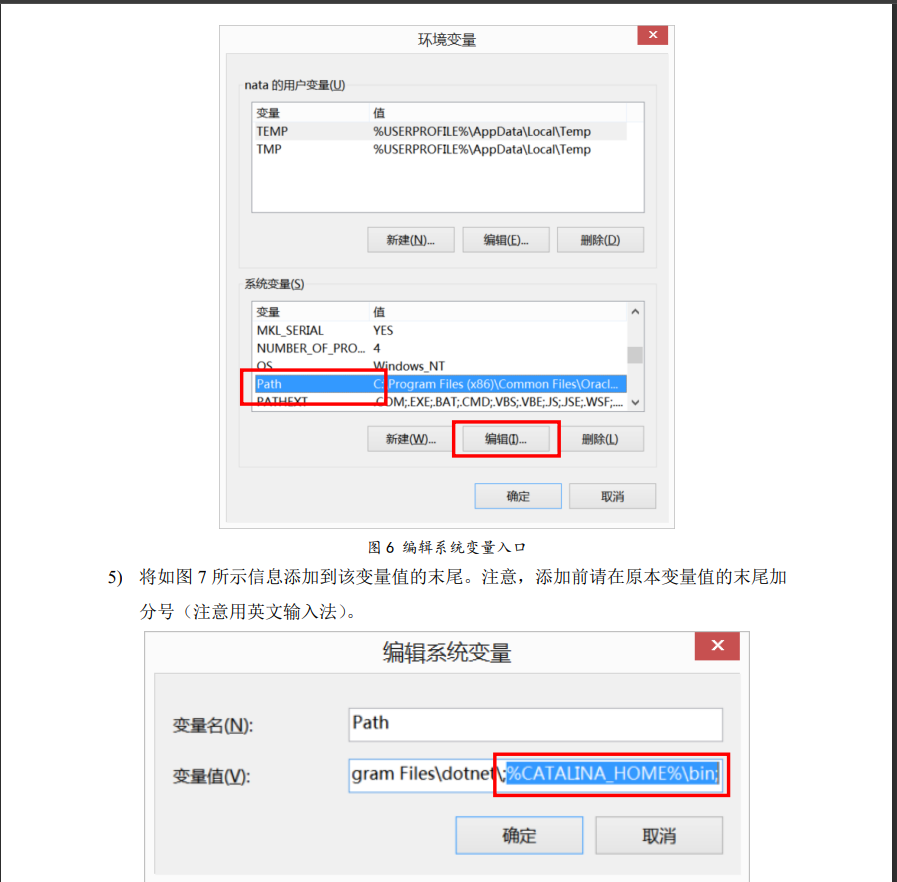 环境变量
nata 的用户变量(U)
变量 值
TEMP %USERPROFILE%\AppData\Local\Temp
TMP %USERPROFILE%\AppData\Local\Temp
新建(N)... 编辑(E)... 删除(D)
系统变量(S)
变量 值
MKL_SERIAL YES
NUMBER_OF_PRO... 4
OS Windows_NT
Path C:\Program Files (x86)\Common Files\Oracl...
PATHEXT .COM;.EXE;.BAT;.CMD;.VBS;.VBE;.JS;.JSE;.WSF;....
新建(W)... 编辑(I)... 删除(L)
确定 取消
图 6 编辑系统变量入口
5) 将如图 7 所示信息添加到该变量值的末尾。注意，添加前请在原本变量值的末尾加
分号（注意用英文输入法）。
编辑系统变量
变量名(N): Path
变量值(V): gram Files\dotnet\;%CATALINA_HOME%\bin;
确定 取消